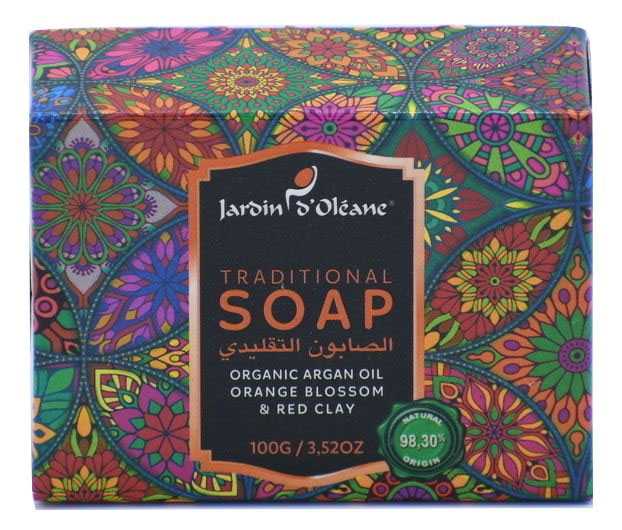 Jardin d'Oléane®
TRADITIONAL
SOAP
الصابون التقليدي
ORGANIC ARGAN OIL
ORANGE BLOSSOM
& RED CLAY
100G / 3,52OZ
NATURAL
98,30%
ORIGIN